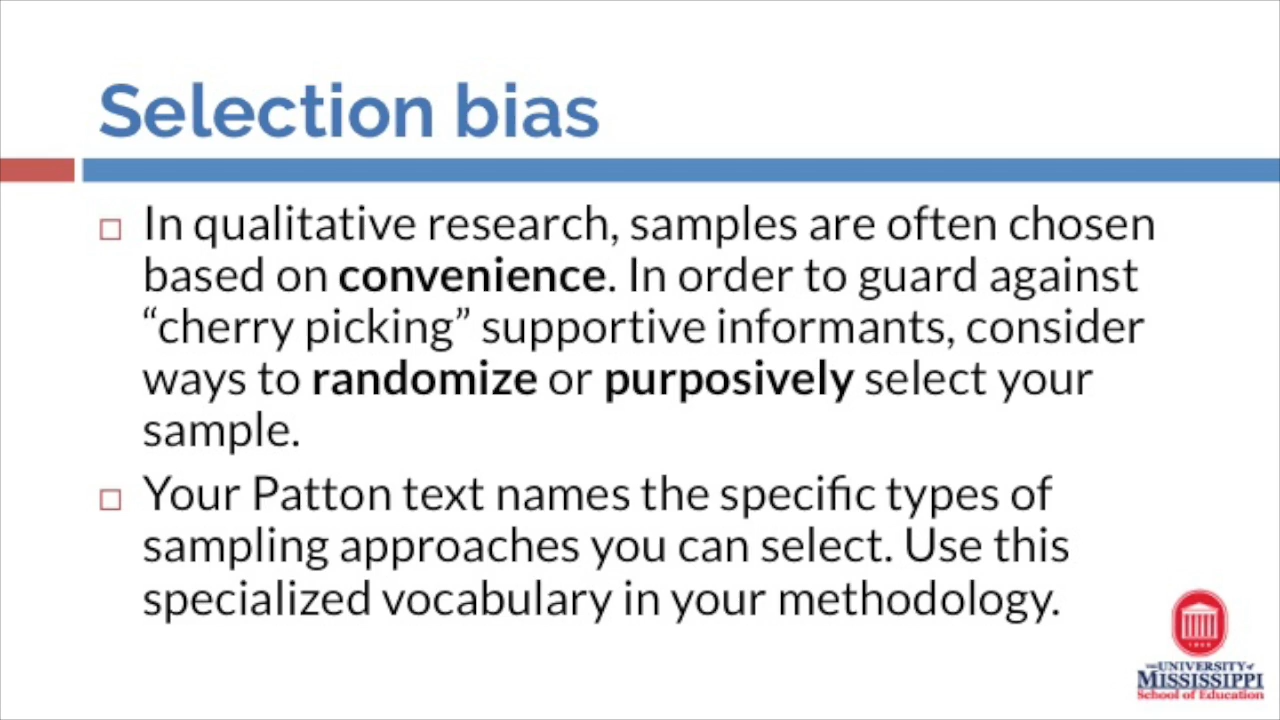 Selection bias
In qualitative research, samples are often chosen
based on convenience. In order to guard against
“cherry picking” supportive informants, consider
ways to randomize or purposively select your
sample.
Your Patton text names the specific types of
sampling approaches you can select. Use this
specialized vocabulary in your methodology.
THE UNIVERSITY of
MISSISSIPPI
School of Education